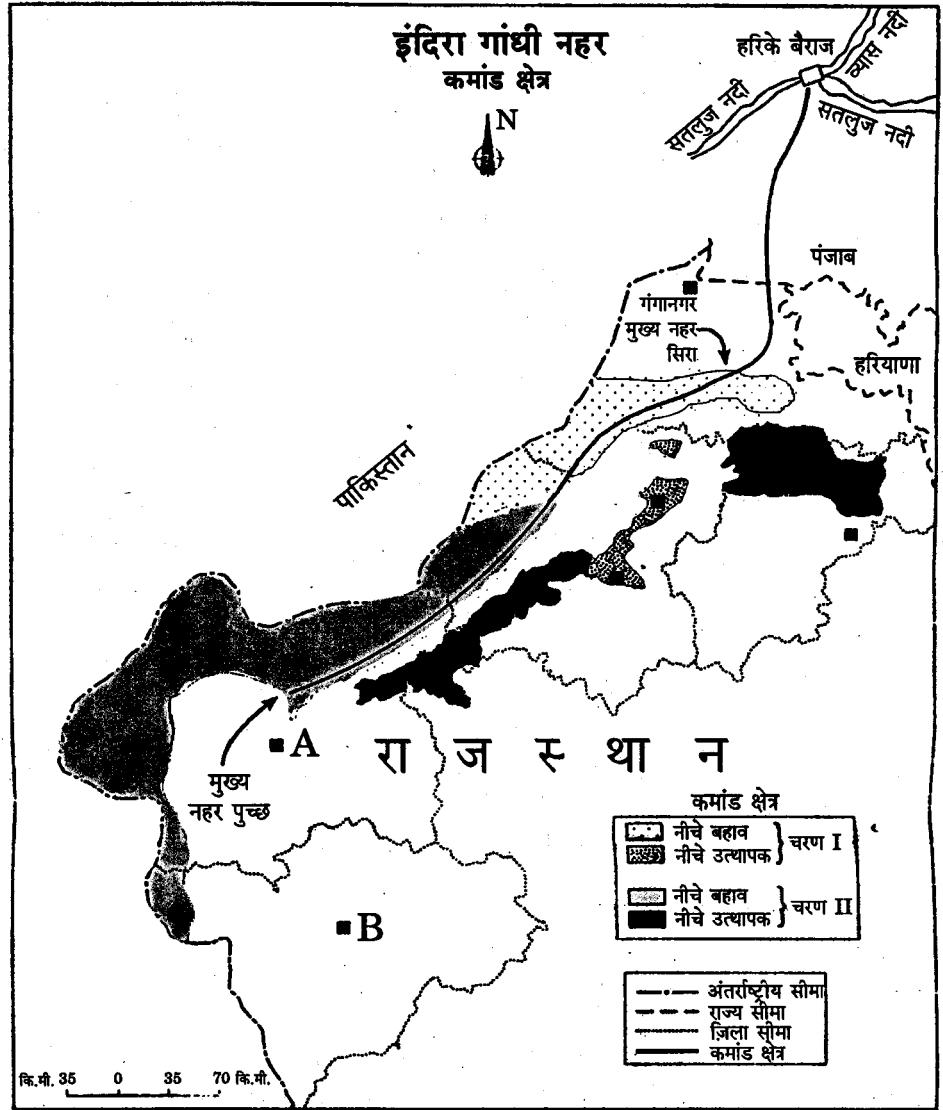 इंदिरा गांधी नहर
कमांड क्षेत्र
N
हरिके बैराज
व्यास नदी
सतलुज नदी
सतलुज नदी
पंजाब
गंगानगर
मुख्य नहर
सिरा
हरियाणा
पाकिस्तान
A
राजस्थान
मुख्य
नहर पुच्छ
B
कमांड क्षेत्र
नीचे बहाव
नीचे उत्थापक
चरण I
नीचे बहाव
नीचे उत्थापक
चरण II
अंतर्राष्ट्रीय सीमा
राज्य सीमा
ज़िला सीमा
कमांड क्षेत्र
कि.मी. 35 0 35 70 कि.मी.